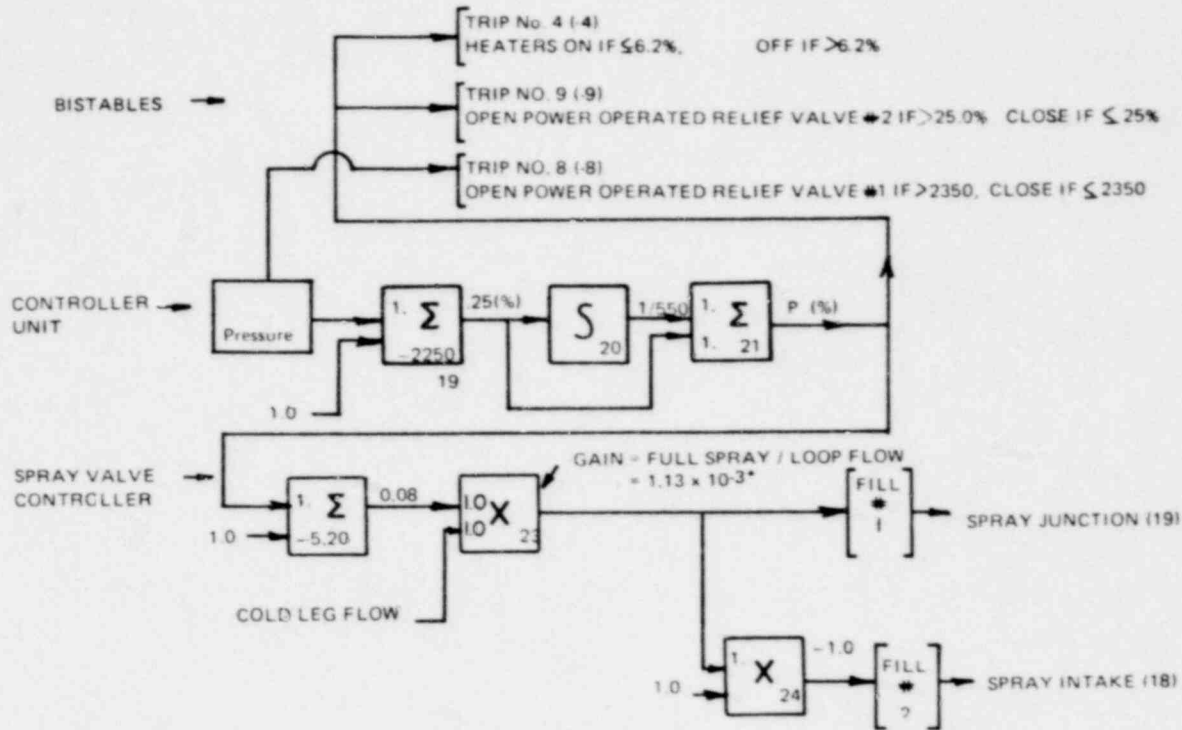 TRIP No. 4 (-4)
HEATERS ON IF ≤6.2%, OFF IF >6.2%
BISTABLES
TRIP NO. 9 (-9)
OPEN POWER OPERATED RELIEF VALVE #2 IF >25.0% CLOSE IF ≤ 25%
TRIP NO. 8 (-8)
OPEN POWER OPERATED RELIEF VALVE #1 IF >2350, CLOSE IF ≤ 2350
CONTROLLER
UNIT
Pressure
1. Σ
-2250
19
.25(%)
∫
20
1/550
1. Σ
1. 21
P (%)
1.0
SPRAY VALVE
CONTROLLER
1. Σ
-5.20
1.0
0.08
1.0
1.0 X
23
GAIN = FULL SPRAY / LOOP FLOW
= 1.13 x 10-3*
FILL
#
1
SPRAY JUNCTION (19)
COLD LEG FLOW
1. X
24
1.0
-1.0
FILL
#
SPRAY INTAKE (18)